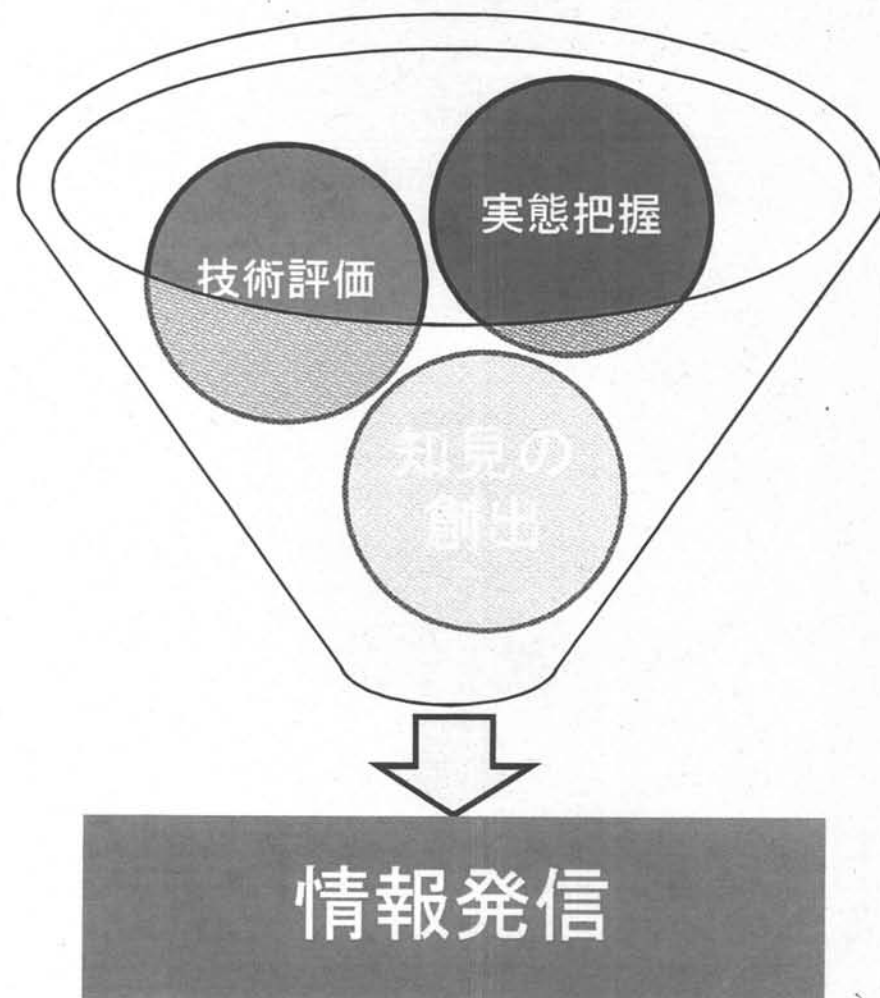 実態把握
技術評価
知見の
創出
情報発信